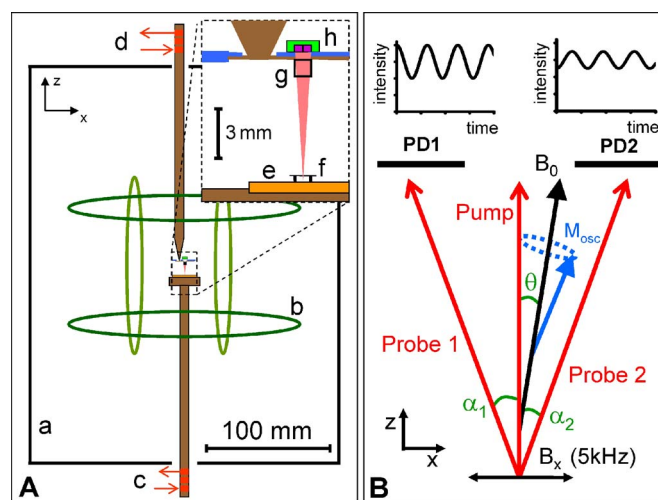 d
z
x
h
g
3 mm
e
f
b
a
100 mm
c
A
intensity
time
intensity
time
PD1
PD2
B₀
Pump
M_osc
θ
Probe 1
Probe 2
α₁
α₂
z
x
Bₓ (5kHz)
B